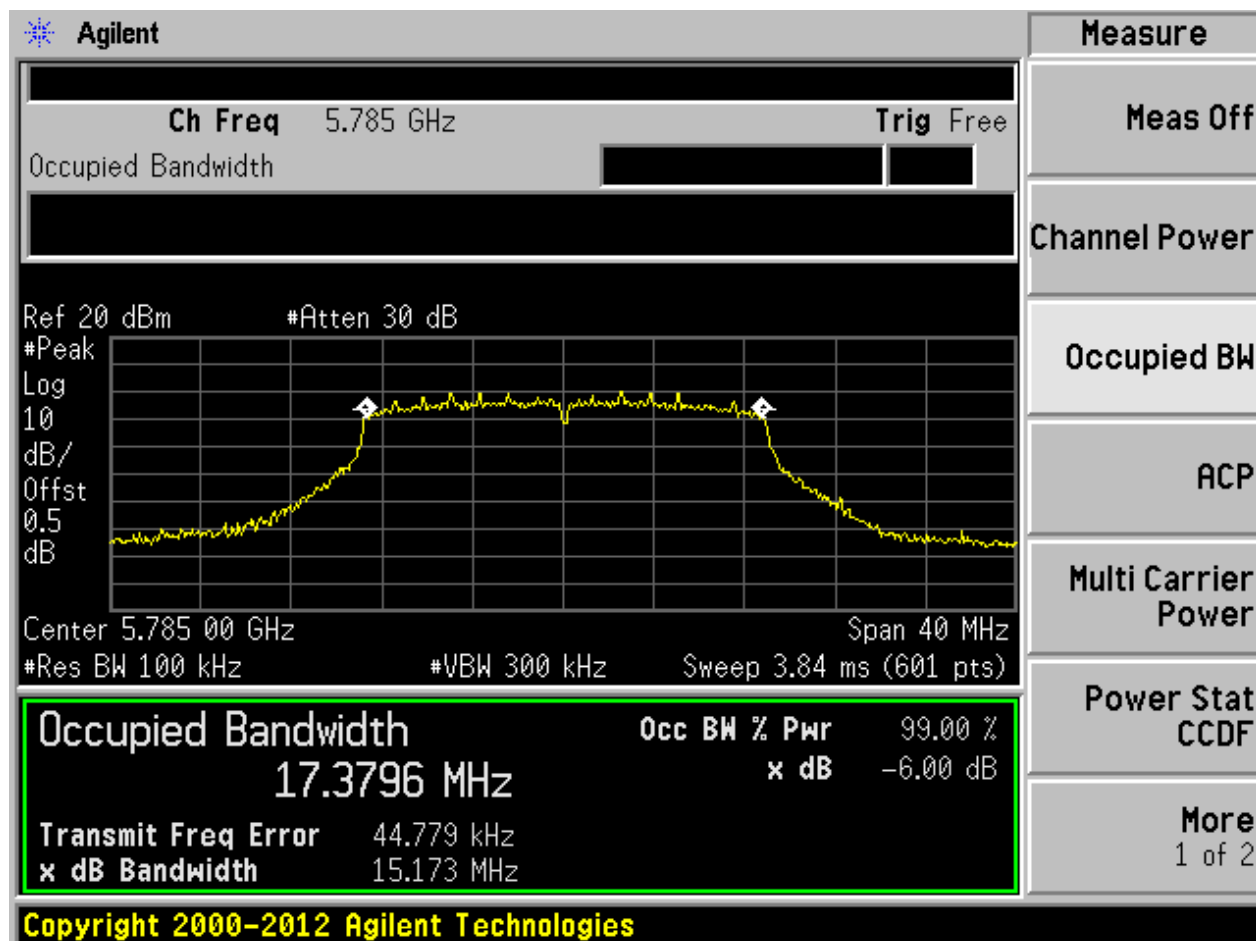 Agilent
Measure
Ch Freq 5.785 GHz Trig Free
Occupied Bandwidth
Meas Off
Channel Power
Occupied BW
ACP
Multi Carrier
Power
Power Stat
CCDF
More
1 of 2
Ref 20 dBm #Atten 30 dB
#Peak
Log
10
dB/
Offst
0.5
dB
Center 5.785 00 GHz Span 40 MHz
#Res BW 100 kHz #VBW 300 kHz Sweep 3.84 ms (601 pts)
Occupied Bandwidth Occ BW % Pwr 99.00 %
17.3796 MHz x dB -6.00 dB
Transmit Freq Error 44.779 kHz
x dB Bandwidth 15.173 MHz
Copyright 2000-2012 Agilent Technologies